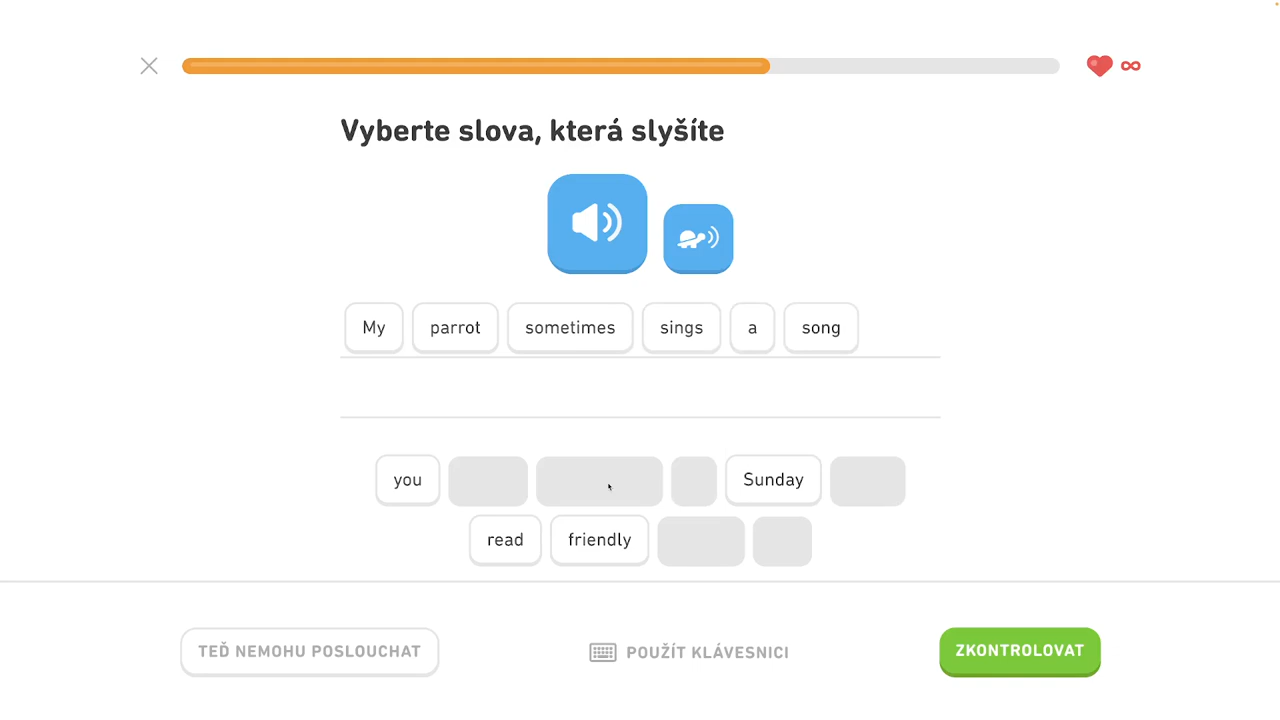 Vyberte slova, která slyšíte
My parrot sometimes sings a song
you Sunday
read friendly
TEĎ NEMOHU POSLOUCHAT POUŽÍT KLÁVESNICI ZKONTROLOVAT